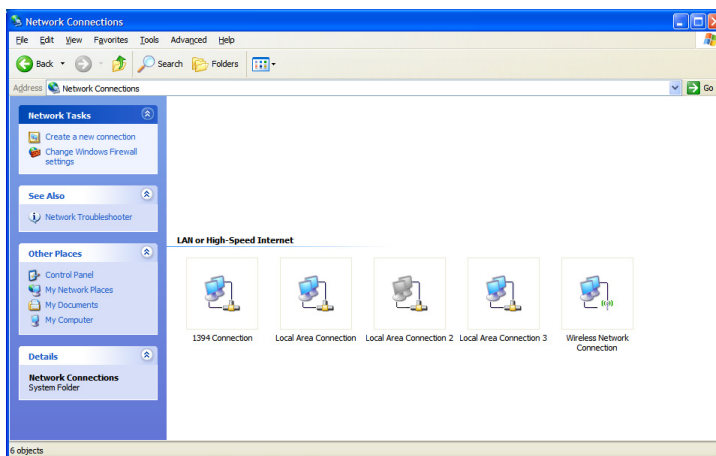 Network Connections
File Edit View Favorites Tools Advanced Help
Back Search Folders
Address Network Connections Go
Network Tasks
Create a new connection
Change Windows Firewall
settings
See Also
Network Troubleshooter
Other Places
Control Panel
My Network Places
My Documents
My Computer
Details
Network Connections
System Folder
LAN or High-Speed Internet
1394 Connection Local Area Connection Local Area Connection 2 Local Area Connection 3 Wireless Network
Connection
6 objects